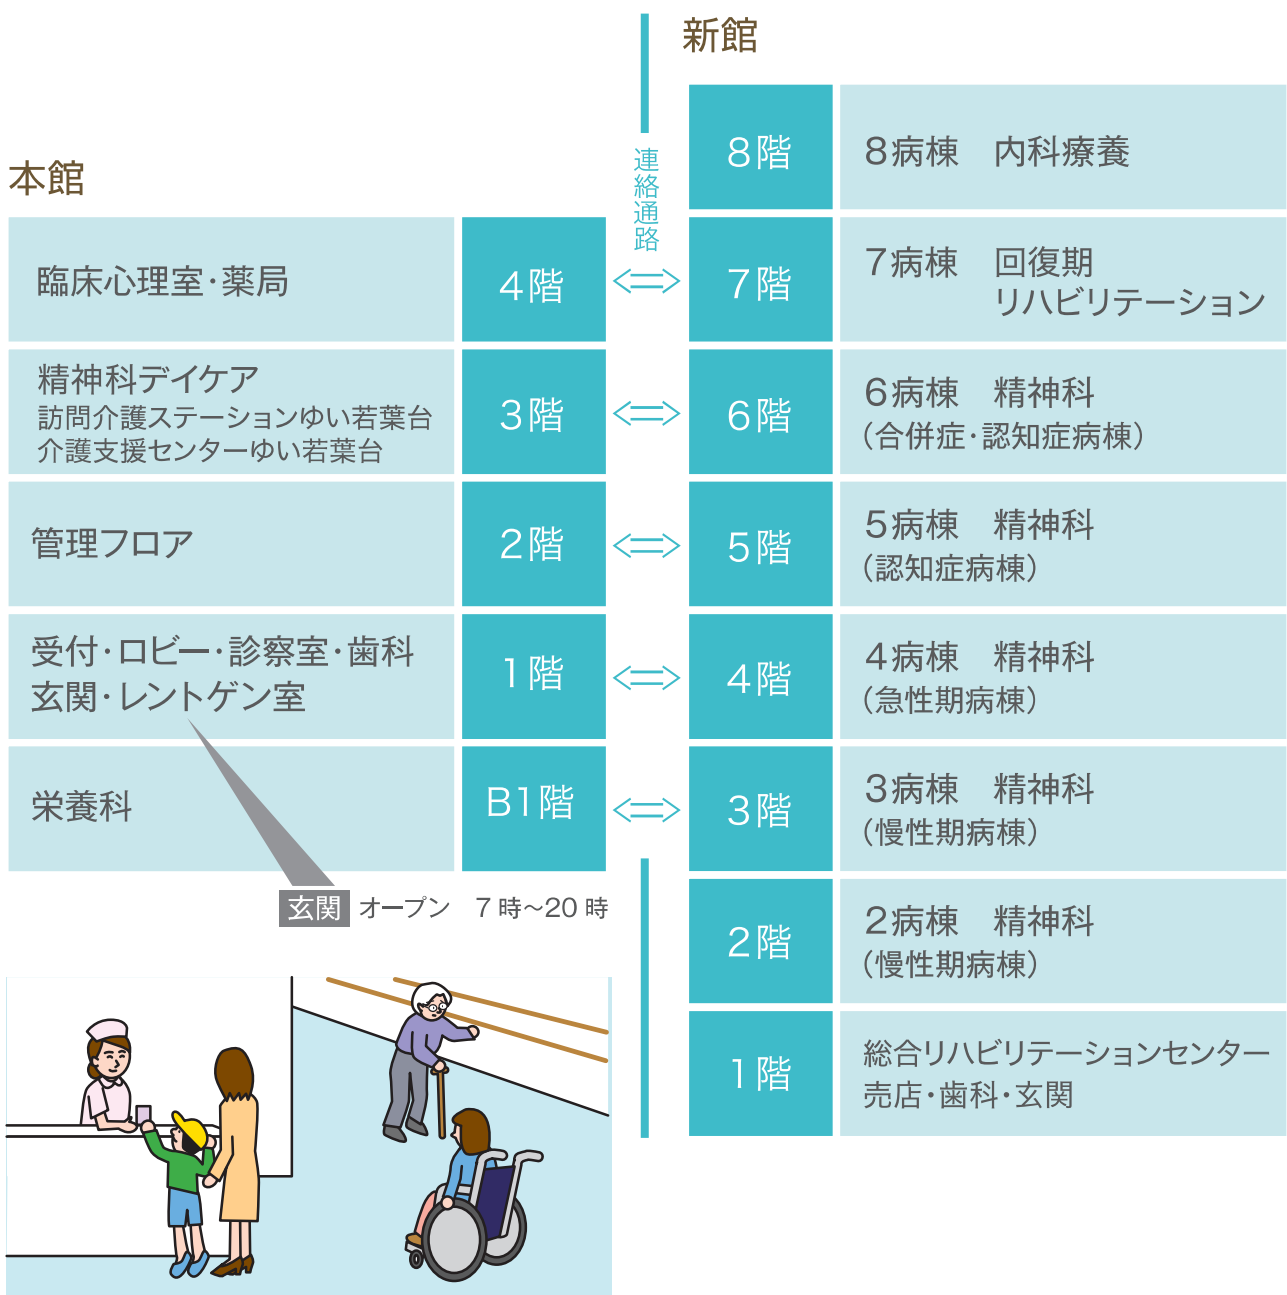 本館
臨床心理室・薬局
4階
精神科デイケア
訪問介護ステーションゆい若葉台
介護支援センターゆい若葉台
3階
管理フロア
2階
受付・ロビー・診察室・歯科
玄関・レントゲン室
1階
栄養科
B1階
玄関 オープン 7時〜20時
連絡通路
新館
8階
8病棟 内科療養
7階
7病棟 回復期
リハビリテーション
6階
6病棟 精神科
(合併症・認知症病棟)
5階
5病棟 精神科
(認知症病棟)
4階
4病棟 精神科
(急性期病棟)
3階
3病棟 精神科
(慢性期病棟)
2階
2病棟 精神科
(慢性期病棟)
1階
総合リハビリテーションセンター
売店・歯科・玄関